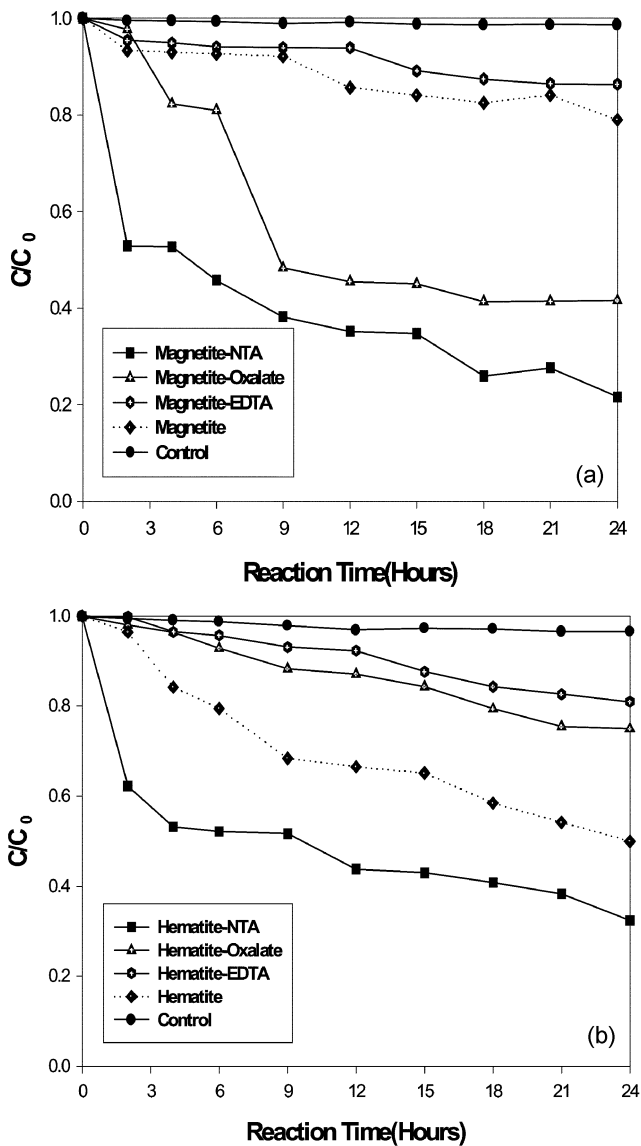 1.0
0.8
0.6
0.4
0.2
0.0
C/C0
Magnetite-NTA
Magnetite-Oxalate
Magnetite-EDTA
Magnetite
Control
(a)
0 3 6 9 12 15 18 21 24
Reaction Time(Hours)
1.0
0.8
0.6
0.4
0.2
0.0
C/C0
Hematite-NTA
Hematite-Oxalate
Hematite-EDTA
Hematite
Control
(b)
0 3 6 9 12 15 18 21 24
Reaction Time(Hours)